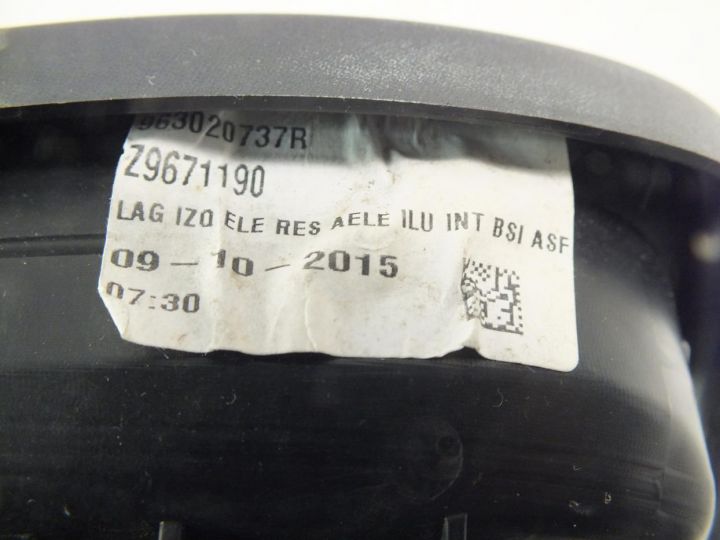 963020737R
Z9671190
LAG IZO ELE RES AELE ILU INT BSI ASF
09-10-2015
07:30